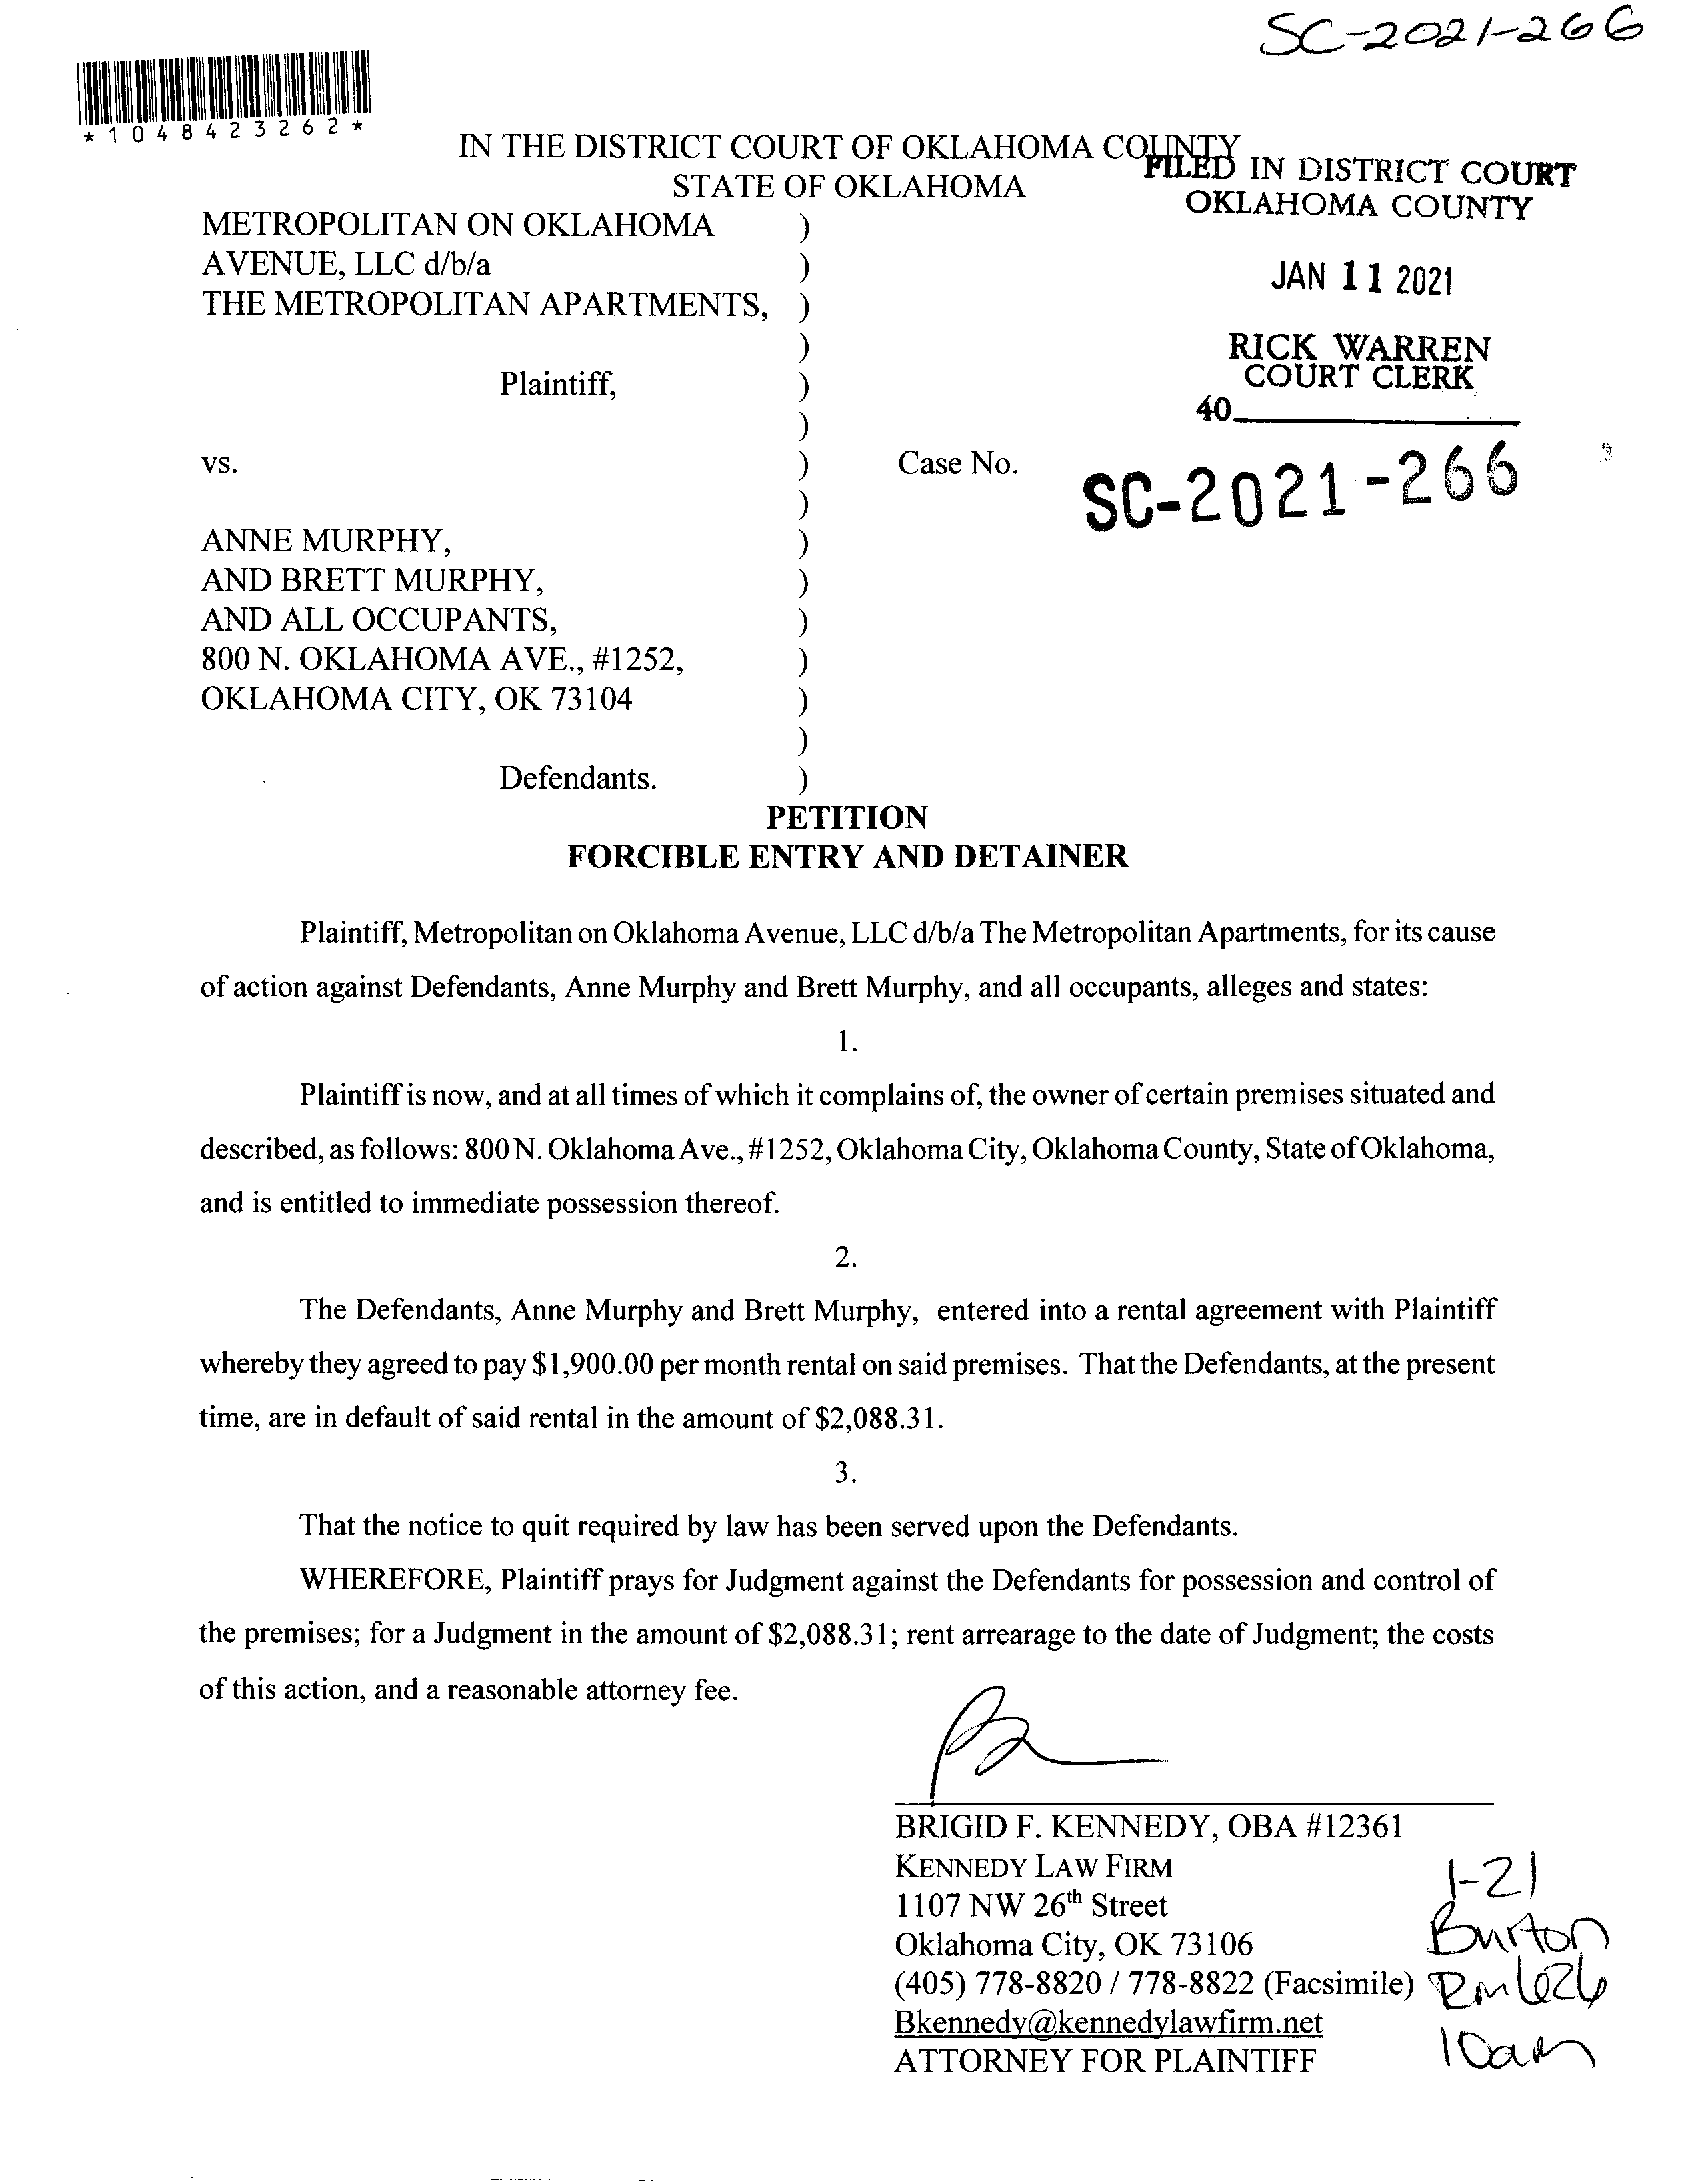 SC-2021-266
*1048423262*
IN THE DISTRICT COURT OF OKLAHOMA COUNTY
STATE OF OKLAHOMA
FILED IN DISTRICT COURT
OKLAHOMA COUNTY
JAN 11 2021
RICK WARREN
COURT CLERK
40
METROPOLITAN ON OKLAHOMA )
AVENUE, LLC d/b/a )
THE METROPOLITAN APARTMENTS, )
)
Plaintiff, )
)
vs. ) Case No. SC-2021-266
)
ANNE MURPHY, )
AND BRETT MURPHY, )
AND ALL OCCUPANTS, )
800 N. OKLAHOMA AVE., #1252, )
OKLAHOMA CITY, OK 73104 )
)
Defendants. )
PETITION
FORCIBLE ENTRY AND DETAINER
Plaintiff, Metropolitan on Oklahoma Avenue, LLC d/b/a The Metropolitan Apartments, for its cause
of action against Defendants, Anne Murphy and Brett Murphy, and all occupants, alleges and states:
1.
Plaintiff is now, and at all times of which it complains of, the owner of certain premises situated and
described, as follows: 800 N. Oklahoma Ave., #1252, Oklahoma City, Oklahoma County, State of Oklahoma,
and is entitled to immediate possession thereof.
2.
The Defendants, Anne Murphy and Brett Murphy, entered into a rental agreement with Plaintiff
whereby they agreed to pay $1,900.00 per month rental on said premises. That the Defendants, at the present
time, are in default of said rental in the amount of $2,088.31.
3.
That the notice to quit required by law has been served upon the Defendants.
WHEREFORE, Plaintiff prays for Judgment against the Defendants for possession and control of
the premises; for a Judgment in the amount of $2,088.31; rent arrearage to the date of Judgment; the costs
of this action, and a reasonable attorney fee.
BRIGID F. KENNEDY, OBA #12361
KENNEDY LAW FIRM
1107 NW 26th Street
Oklahoma City, OK 73106
(405) 778-8820 / 778-8822 (Facsimile)
Bkennedy@kennedylawfirm.net
ATTORNEY FOR PLAINTIFF
1-21
Burton
Rm 626
10am